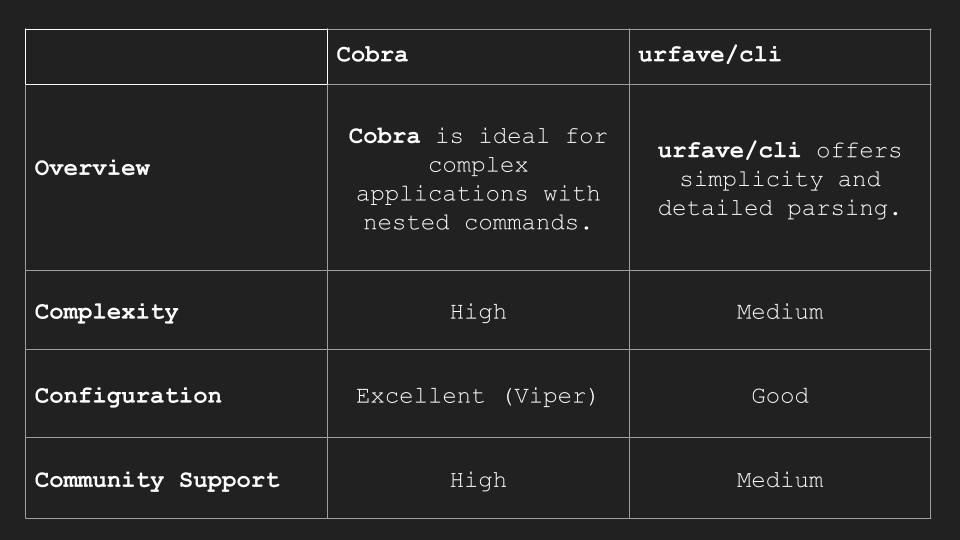 Cobra
urfave/cli
Overview
Cobra is ideal for
complex
applications with
nested commands.
urfave/cli offers
simplicity and
detailed parsing.
Complexity
High
Medium
Configuration
Excellent (Viper)
Good
Community Support
High
Medium